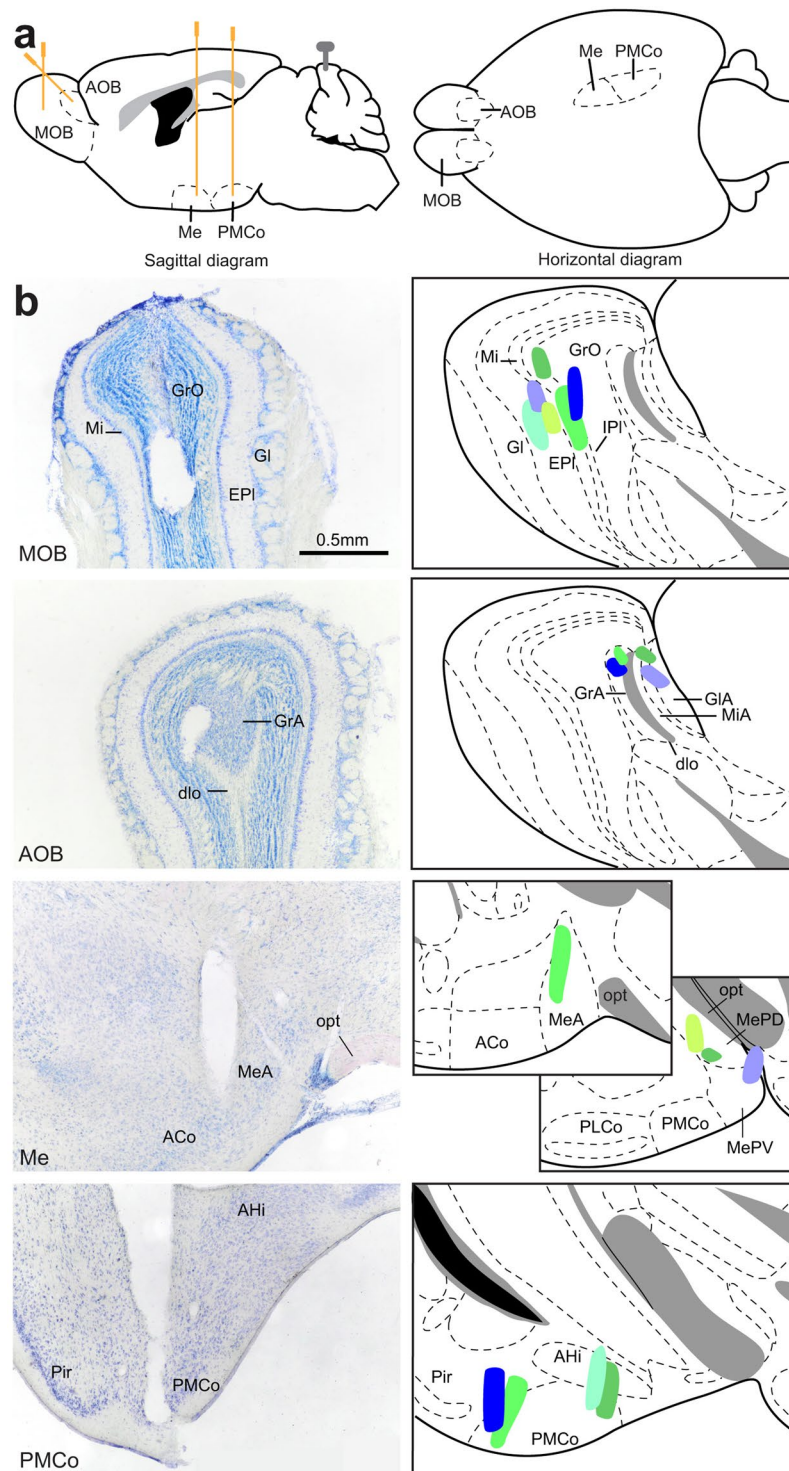 a
AOB
MOB
Me
PMCo
Sagittal diagram
Me
PMCo
AOB
MOB
Horizontal diagram
b
GrO
Mi
Gl
EPl
0.5mm
MOB
Mi
GrO
Gl
EPl
IPl
GrA
dlo
AOB
GrA
GlA
MiA
dlo
opt
MeA
ACo
Me
opt
MeA
ACo
opt
MePD
PLCo
PMCo
MePV
AHi
Pir
PMCo
PMCo
AHi
Pir
PMCo